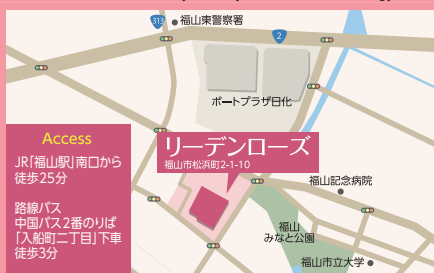 313
福山東警察署
2
ポートプラザ日化
Access
JR「福山駅」南口から
徒歩25分
路線バス
中国バス2番のりば
「入船町二丁目」下車
徒歩3分
リーデンローズ
福山市松浜町2-1-10
福山記念病院
福山
みなと公園
福山市立大学